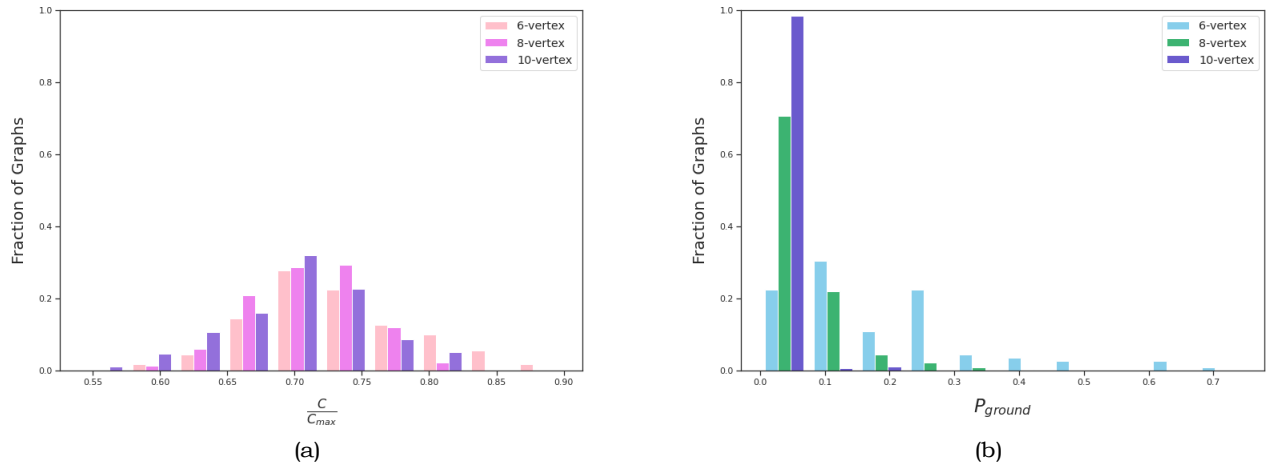 1.0
0.8
0.6
0.4
0.2
0.0
Fraction of Graphs
6-vertex
8-vertex
10-vertex
0.55 0.60 0.65 0.70 0.75 0.80 0.85 0.90
C
C_max
(a)
1.0
0.8
0.6
0.4
0.2
0.0
Fraction of Graphs
6-vertex
8-vertex
10-vertex
0.0 0.1 0.2 0.3 0.4 0.5 0.6 0.7
P_ground
(b)